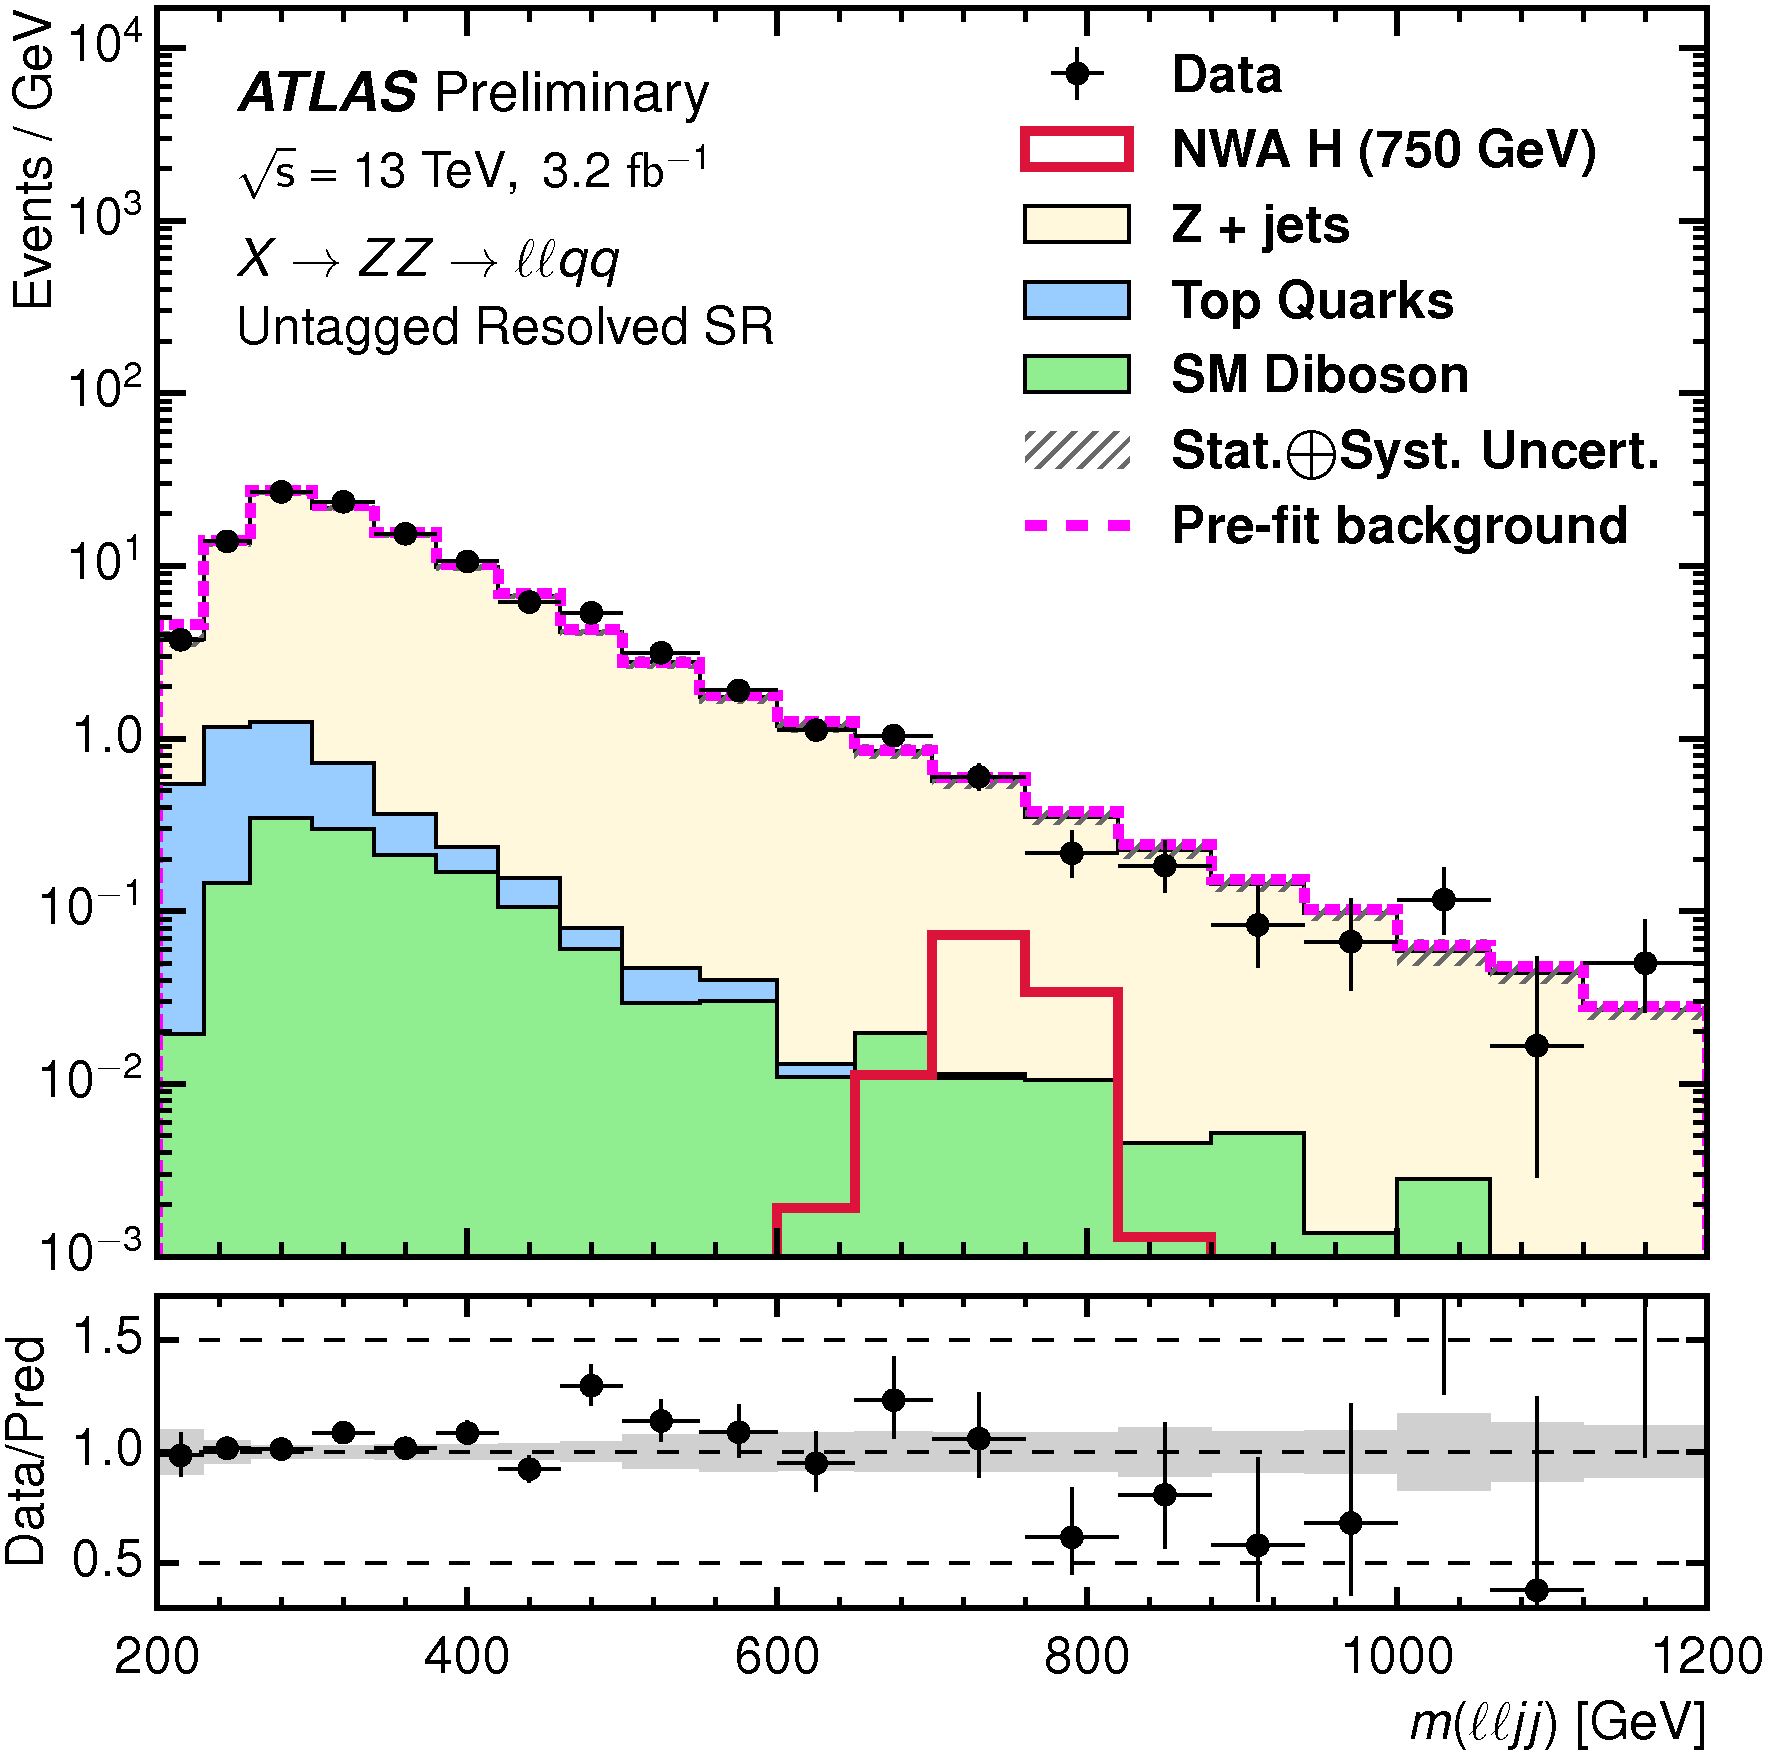 Events / GeV
10⁴
10³
10²
10¹
1.0
10⁻¹
10⁻²
10⁻³
ATLAS Preliminary
√s = 13 TeV, 3.2 fb⁻¹
X → ZZ → ℓℓqq
Untagged Resolved SR
Data
NWA H (750 GeV)
Z + jets
Top Quarks
SM Diboson
Stat.⊕Syst. Uncert.
Pre-fit background
Data/Pred
1.5
1.0
0.5
200 400 600 800 1000 1200
m(ℓℓjj) [GeV]